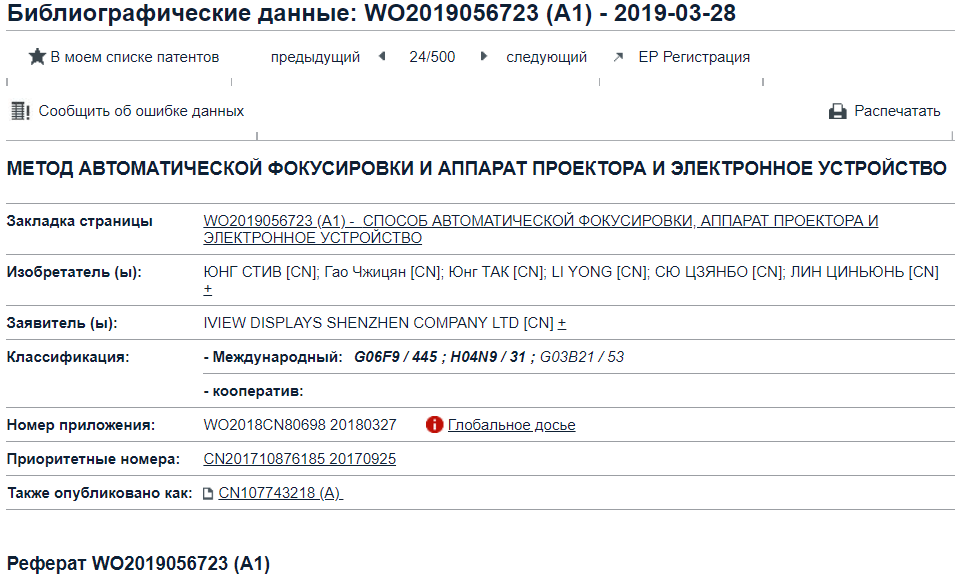 Библиографические данные: WO2019056723 (A1) - 2019-03-28
В моем списке патентов предыдущий 24/500 следующий EP Регистрация
Сообщить об ошибке данных Распечатать
МЕТОД АВТОМАТИЧЕСКОЙ ФОКУСИРОВКИ И АППАРАТ ПРОЕКТОРА И ЭЛЕКТРОННОЕ УСТРОЙСТВО
Закладка страницы WO2019056723 (A1) - СПОСОБ АВТОМАТИЧЕСКОЙ ФОКУСИРОВКИ, АППАРАТ ПРОЕКТОРА И
ЭЛЕКТРОННОЕ УСТРОЙСТВО
Изобретатель (ы): ЮНГ СТИВ [CN]; Гао Чжицян [CN]; Юнг ТАК [CN]; LI YONG [CN]; СЮ ЦЗЯНБО [CN]; ЛИН ЦИНЬЮНЬ [CN]
+
Заявитель (ы): IVIEW DISPLAYS SHENZHEN COMPANY LTD [CN] +
Классификация: - Международный: G06F9 / 445 ; H04N9 / 31 ; G03B21 / 53
- кооператив:
Номер приложения: WO2018CN80698 20180327 Глобальное досье
Приоритетные номера: CN201710876185 20170925
Также опубликовано как: CN107743218 (A)
Реферат WO2019056723 (A1)